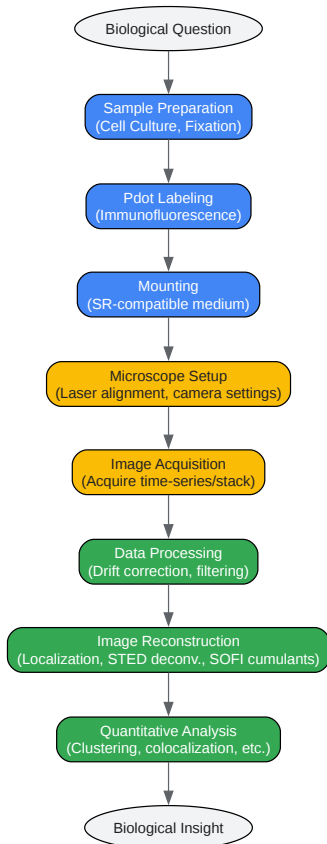 Biological Question
Sample Preparation
(Cell Culture, Fixation)
Pdot Labeling
(Immunofluorescence)
Mounting
(SR-compatible medium)
Microscope Setup
(Laser alignment, camera settings)
Image Acquisition
(Acquire time-series/stack)
Data Processing
(Drift correction, filtering)
Image Reconstruction
(Localization, STED deconv., SOFI cumulants)
Quantitative Analysis
(Clustering, colocalization, etc.)
Biological Insight